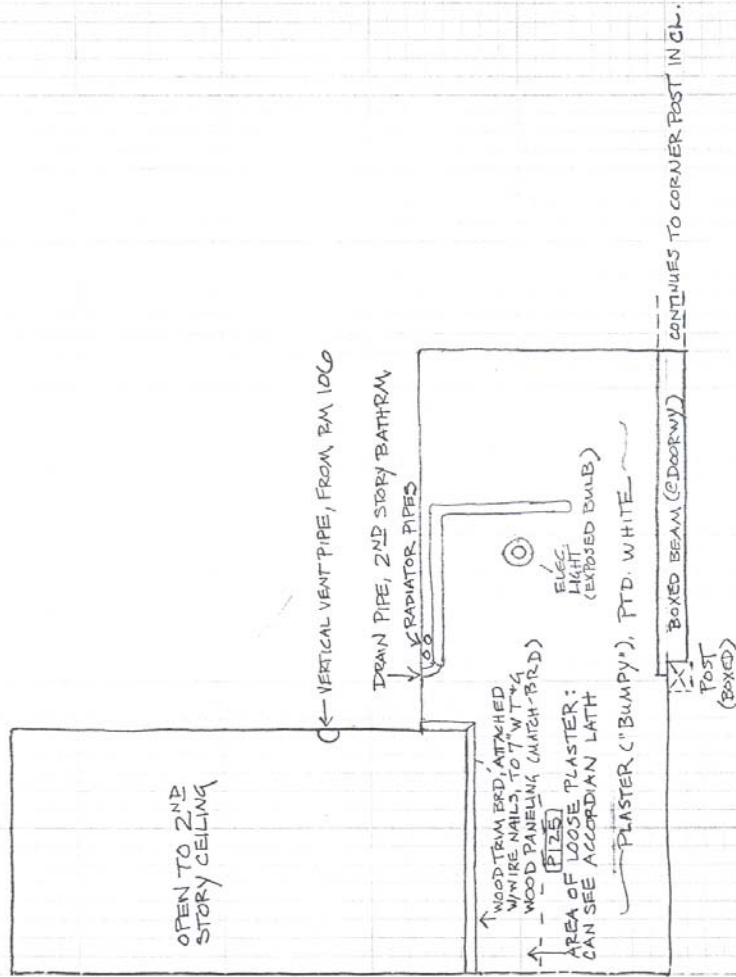 OPEN TO 2ND
STORY CEILING
VERTICAL VENT PIPE, FROM RM 106
DRAIN PIPE, 2ND STORY BATHRM.
RADIATOR PIPES
WOOD TRIM BRD, ATTACHED
W/WIRE NAILS, TO 7" W T+G
WOOD PANELING (MATCH-BRD)
P125
AREA OF LOOSE PLASTER:
CAN SEE ACCORDIAN LATH
ELEC.
LIGHT
(EXPOSED BULB)
PLASTER ("BUMPY"), PTD. WHITE
BOXED BEAM (@DOORWY)
CONTINUES TO CORNER POST IN CL.
POST
(BOXED)